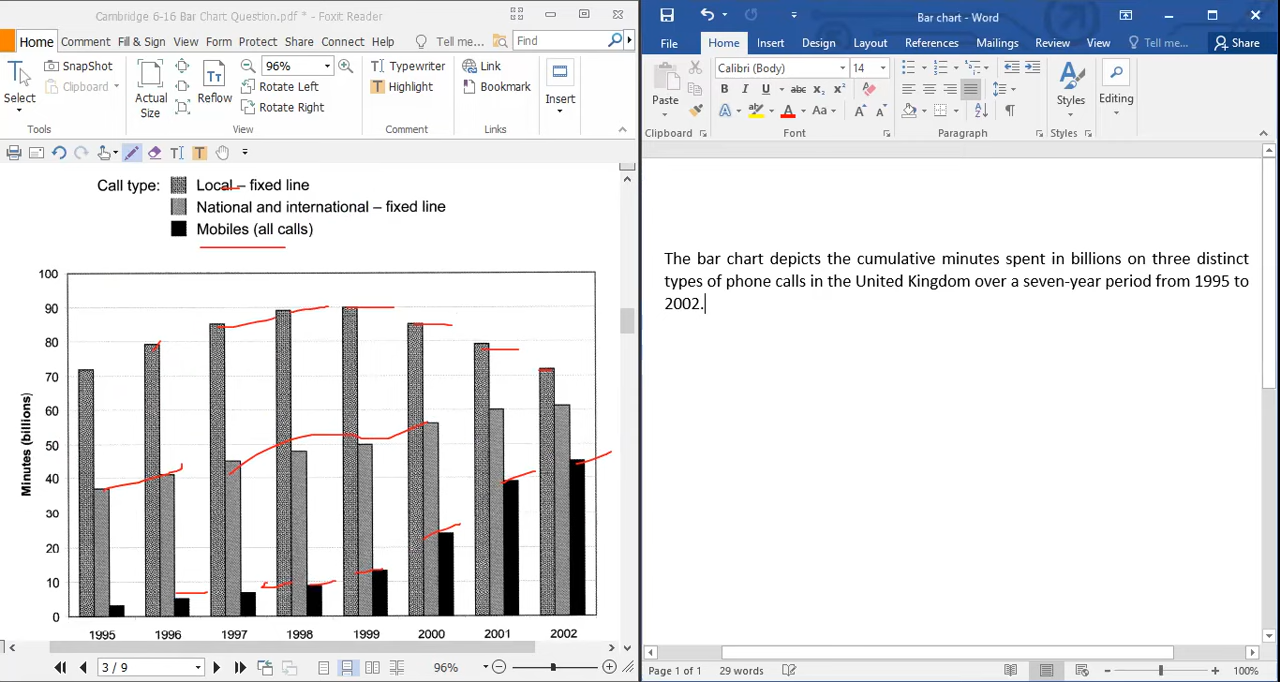 Cambridge 6-16 Bar Chart Question.pdf * - Foxit Reader
Home Comment Fill & Sign View Form Protect Share Connect Help Tell me... Find
Select
SnapShot
Clipboard
Actual Size
Reflow
96%
Rotate Left
Rotate Right
Typewriter
Highlight
Link
Bookmark
Insert
Tools View Comment Links
Call type: Local – fixed line
National and international – fixed line
Mobiles (all calls)
Minutes (billions)
100
90
80
70
60
50
40
30
20
10
0
1995 1996 1997 1998 1999 2000 2001 2002
3 / 9 96%
Bar chart - Word
File Home Insert Design Layout References Mailings Review View Tell me... Share
Paste
Calibri (Body) 14
B I U abc x₂ x²
A A Aa A A
Styles
Editing
Clipboard Font Paragraph Styles
The bar chart depicts the cumulative minutes spent in billions on three distinct
types of phone calls in the United Kingdom over a seven-year period from 1995 to
2002.
Page 1 of 1 29 words 100%